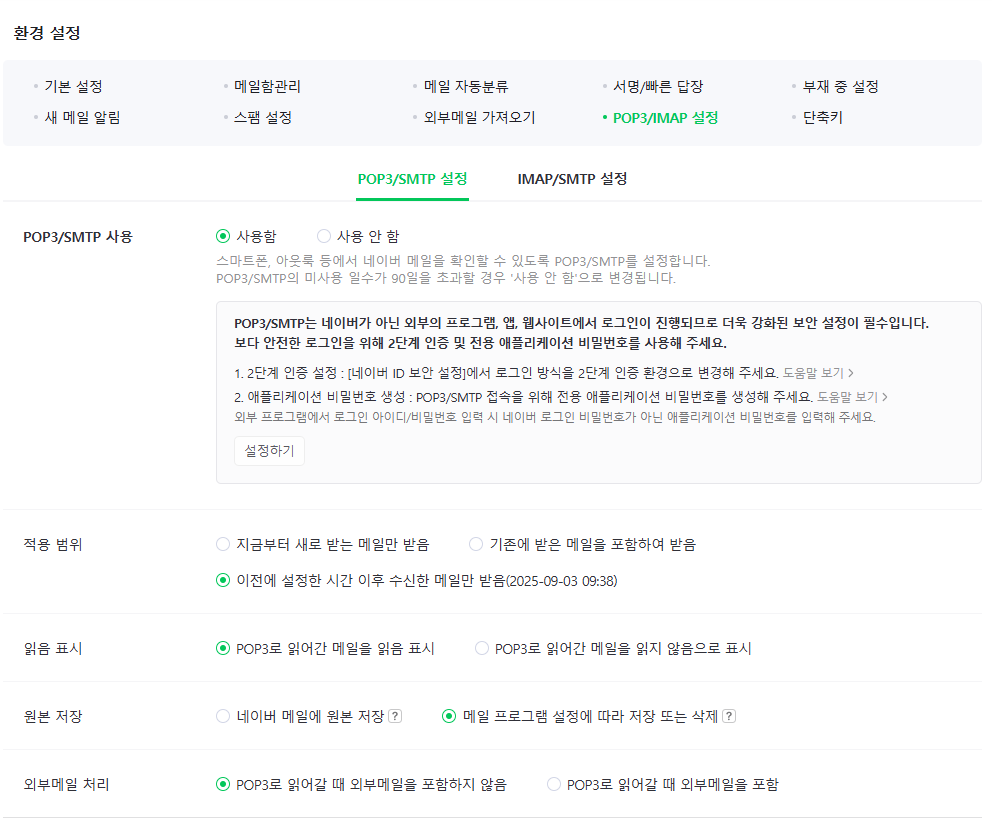 환경 설정
기본 설정 메일함관리 메일 자동분류 서명/빠른 답장 부재 중 설정
새 메일 알림 스팸 설정 외부메일 가져오기 POP3/IMAP 설정 단축키
POP3/SMTP 설정 IMAP/SMTP 설정
POP3/SMTP 사용 사용함 사용 안 함
스마트폰, 아웃룩 등에서 네이버 메일을 확인할 수 있도록 POP3/SMTP를 설정합니다.
POP3/SMTP의 미사용 일수가 90일을 초과할 경우 '사용 안 함'으로 변경됩니다.
POP3/SMTP는 네이버가 아닌 외부의 프로그램, 앱, 웹사이트에서 로그인이 진행되므로 더욱 강화된 보안 설정이 필수입니다.
보다 안전한 로그인을 위해 2단계 인증 및 전용 애플리케이션 비밀번호를 사용해 주세요.
1. 2단계 인증 설정 : [네이버 ID 보안 설정]에서 로그인 방식을 2단계 인증 환경으로 변경해 주세요. 도움말 보기 >
2. 애플리케이션 비밀번호 생성 : POP3/SMTP 접속을 위해 전용 애플리케이션 비밀번호를 생성해 주세요. 도움말 보기 >
외부 프로그램에서 로그인 아이디/비밀번호 입력 시 네이버 로그인 비밀번호가 아닌 애플리케이션 비밀번호를 입력해 주세요.
설정하기
적용 범위 지금부터 새로 받는 메일만 받음 기존에 받은 메일을 포함하여 받음
이전에 설정한 시간 이후 수신한 메일만 받음(2025-09-03 09:38)
읽음 표시 POP3로 읽어간 메일을 읽음 표시 POP3로 읽어간 메일을 읽지 않음으로 표시
원본 저장 네이버 메일에 원본 저장 ? 메일 프로그램 설정에 따라 저장 또는 삭제 ?
외부메일 처리 POP3로 읽어갈 때 외부메일을 포함하지 않음 POP3로 읽어갈 때 외부메일을 포함